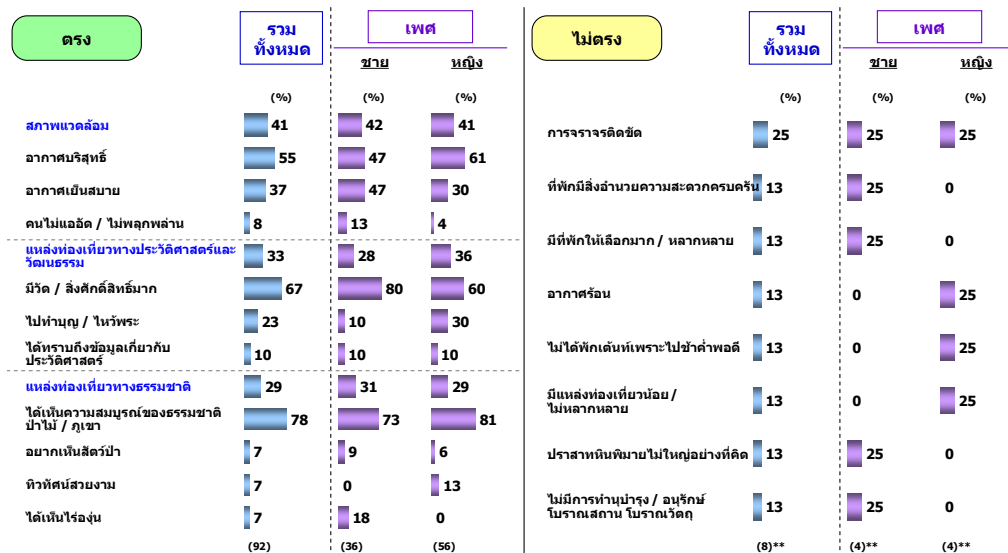 ตรง
รวม
ทั้งหมด
เพศ
ชาย หญิง
(%) (%) (%)
สภาพแวดล้อม 41 42 41
อากาศบริสุทธิ์ 55 47 61
อากาศเย็นสบาย 37 47 30
คนไม่แออัด / ไม่พลุกพล่าน 8 13 4
แหล่งท่องเที่ยวทางประวัติศาสตร์และ
วัฒนธรรม 33 28 36
มีวัด / สิ่งศักดิ์สิทธิ์มาก 67 80 60
ไปทำบุญ / ไหว้พระ 23 10 30
ได้ทราบถึงข้อมูลเกี่ยวกับ
ประวัติศาสตร์ 10 10 10
แหล่งท่องเที่ยวทางธรรมชาติ 29 31 29
ได้เห็นความสมบูรณ์ของธรรมชาติ
ป่าไม้ / ภูเขา 78 73 81
อยากเห็นสัตว์ป่า 7 9 6
ทิวทัศน์สวยงาม 7 0 13
ได้เห็นไร่องุ่น 7 18 0
(92) (36) (56)
ไม่ตรง
รวม
ทั้งหมด
เพศ
ชาย หญิง
(%) (%) (%)
การจราจรติดขัด 25 25 25
ที่พักมีสิ่งอำนวยความสะดวกครบครัน 13 25 0
มีที่พักให้เลือกมาก / หลากหลาย 13 25 0
อากาศร้อน 13 0 25
ไม่ได้พักเต้นท์เพราะไปช้าค่ำพอดี 13 0 25
มีแหล่งท่องเที่ยวน้อย /
ไม่หลากหลาย 13 0 25
ปราสาทหินพิมายไม่ใหญ่อย่างที่คิด 13 25 0
ไม่มีการทำนุบำรุง / อนุรักษ์
โบราณสถาน โบราณวัตถุ 13 25 0
(8)** (4)** (4)**